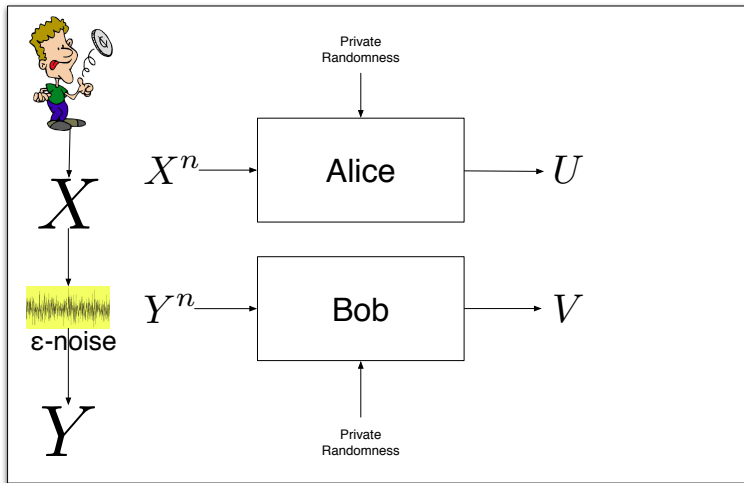 Private
Randomness
X^n
Alice
U
X
Y^n
Bob
V
ε-noise
Y
Private
Randomness